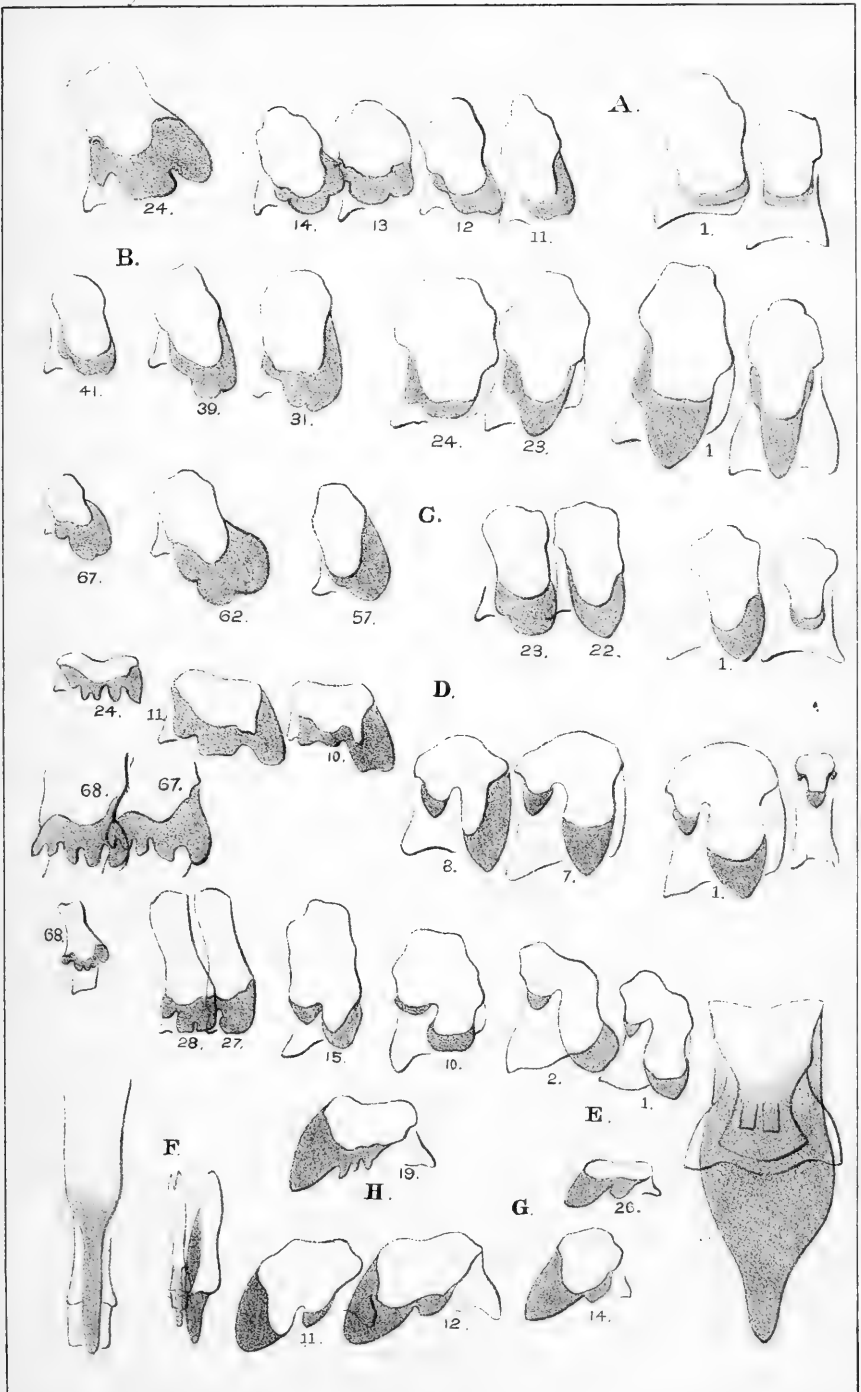 A.
24. 14. 13 12 11. 1.
B.
41. 39. 31. 24. 23. 1
C.
67. 62. 57. 23. 22. 1.
D.
24. 11. 10.
68. 67. 8. 7. 1.
68. 28. 27. 15. 10. 2. 1.
E.
F
19.
H.
26.
G.
11. 12. 14.